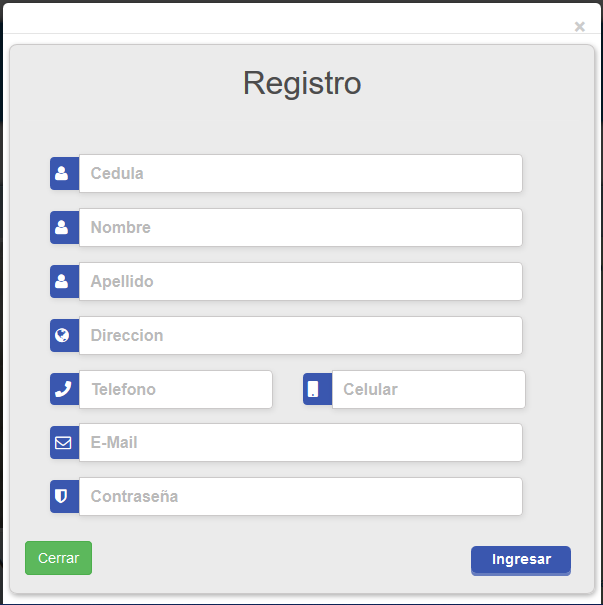 ×
Registro
Cedula
Nombre
Apellido
Direccion
Telefono Celular
E-Mail
Contraseña
Cerrar Ingresar